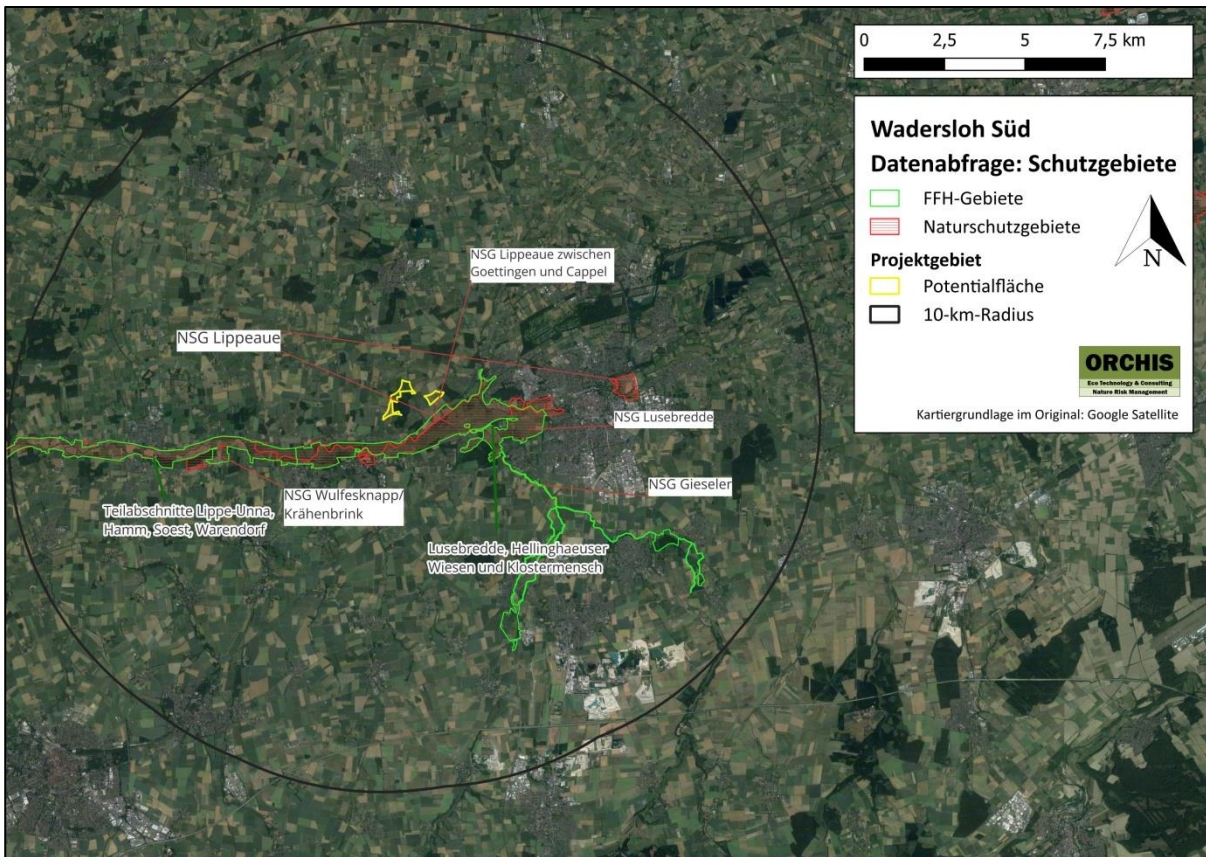 0 2,5 5 7,5 km
Wadersloh Süd
Datenabfrage: Schutzgebiete
FFH-Gebiete
Naturschutzgebiete
Projektgebiet
Potentialfläche
10-km-Radius
N
ORCHIS
Eco Technology & Consulting
Nature Risk Management
Kartiergrundlage im Original: Google Satellite
NSG Lippeaue zwischen
Goettingen und Cappel
NSG Lippeaue
NSG Lusebredde
NSG Gieseler
NSG Wulfesknapp/
Krähenbrink
Teilabschnitte Lippe-Unna,
Hamm, Soest, Warendorf
Lusebredde, Hellinghaeuser
Wiesen und Klostermensch